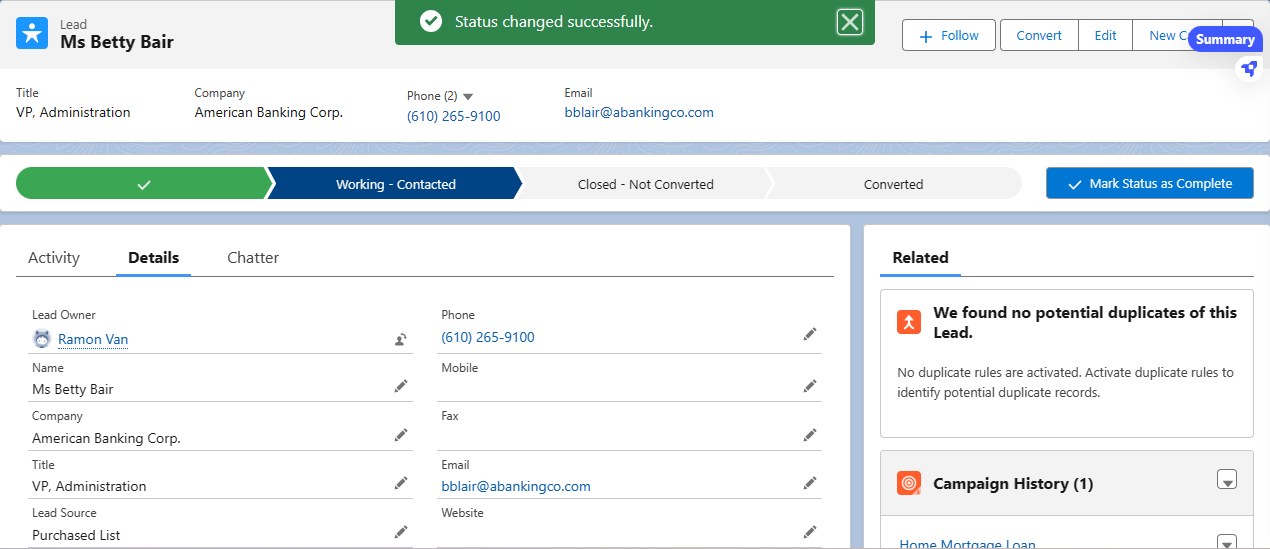 Status changed successfully.
Lead
Ms Betty Bair
Follow
Convert
Edit
New C
Summary
Title
VP, Administration
Company
American Banking Corp.
Phone (2)
(610) 265-9100
Email
bblair@abankingco.com
Working - Contacted
Closed - Not Converted
Converted
Mark Status as Complete
Activity
Details
Chatter
Lead Owner
Ramon Van
Name
Ms Betty Bair
Company
American Banking Corp.
Title
VP, Administration
Lead Source
Purchased List
Phone
(610) 265-9100
Mobile
Fax
Email
bblair@abankingco.com
Website
Related
We found no potential duplicates of this
Lead.
No duplicate rules are activated. Activate duplicate rules to
identify potential duplicate records.
Campaign History (1)
Home Mortgage Loan